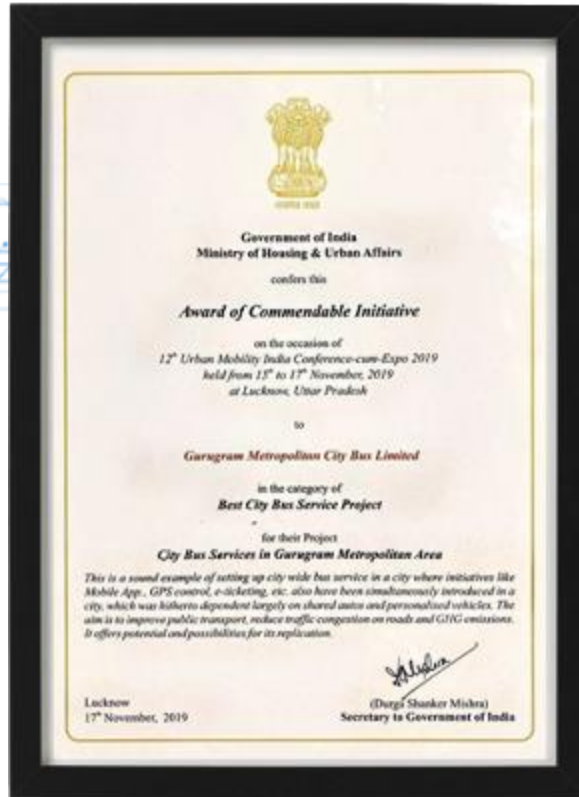 Government of India
Ministry of Housing & Urban Affairs
confers this
Award of Commendable Initiative
on the occasion of
12th Urban Mobility India Conference-cum-Expo 2019
held from 15th to 17th November, 2019
at Lucknow, Uttar Pradesh
to
Gurugram Metropolitan City Bus Limited
in the category of
Best City Bus Service Project
for their Project
City Bus Services in Gurugram Metropolitan Area
This is a sound example of setting up city wide bus service in a city where initiatives like
Mobile App., GPS control, e-ticketing, etc. also have been simultaneously introduced in a
city, which was hitherto dependent largely on shared autos and personalised vehicles. The
aim is to improve public transport, reduce traffic congestion on roads and GHG emissions.
It offers potential and possibilities for its replication.
Lucknow
17th November, 2019
(Durga Shanker Mishra)
Secretary to Government of India